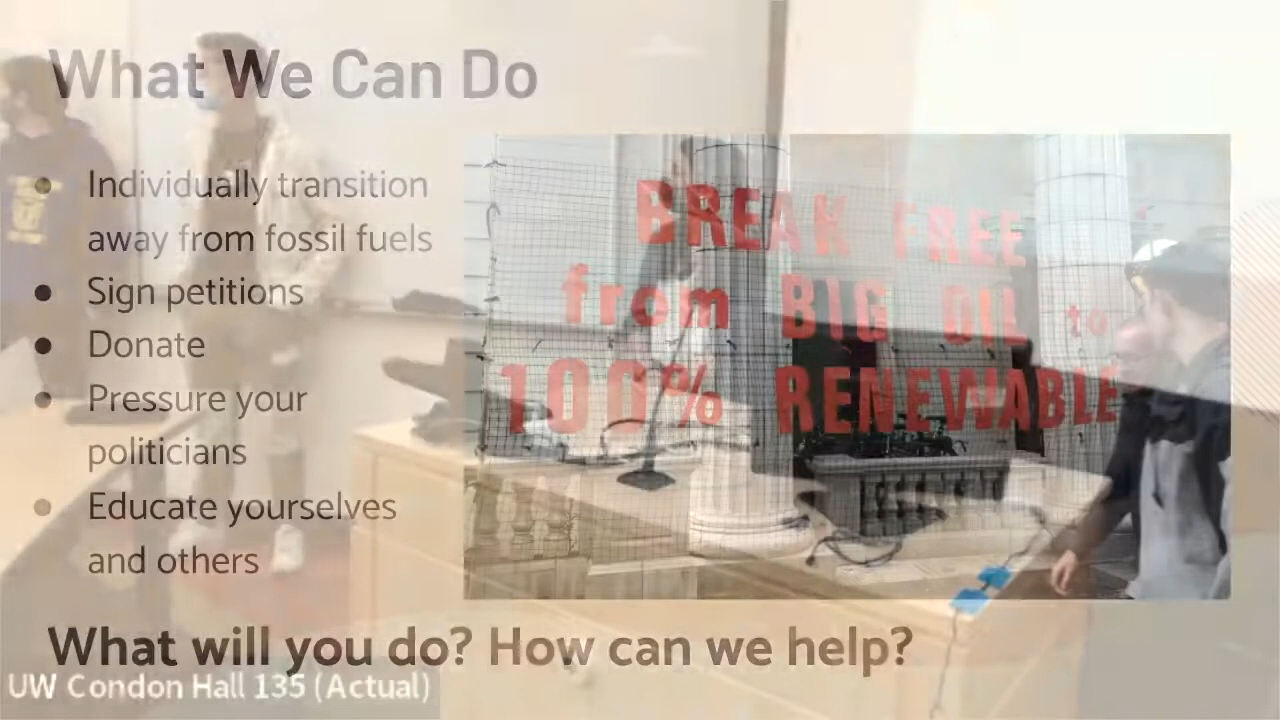 What We Can Do
Individually transition
away from fossil fuels
Sign petitions
Donate
Pressure your
politicians
Educate yourselves
and others
BREAK FREE
from BIG OIL to
100% RENEWABLE
What will you do? How can we help?
UW Condon Hall 135 (Actual)